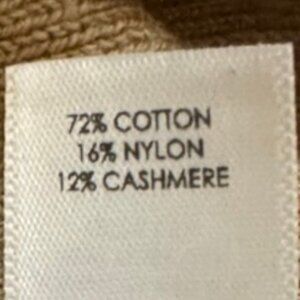 72% COTTON
16% NYLON
12% CASHMERE